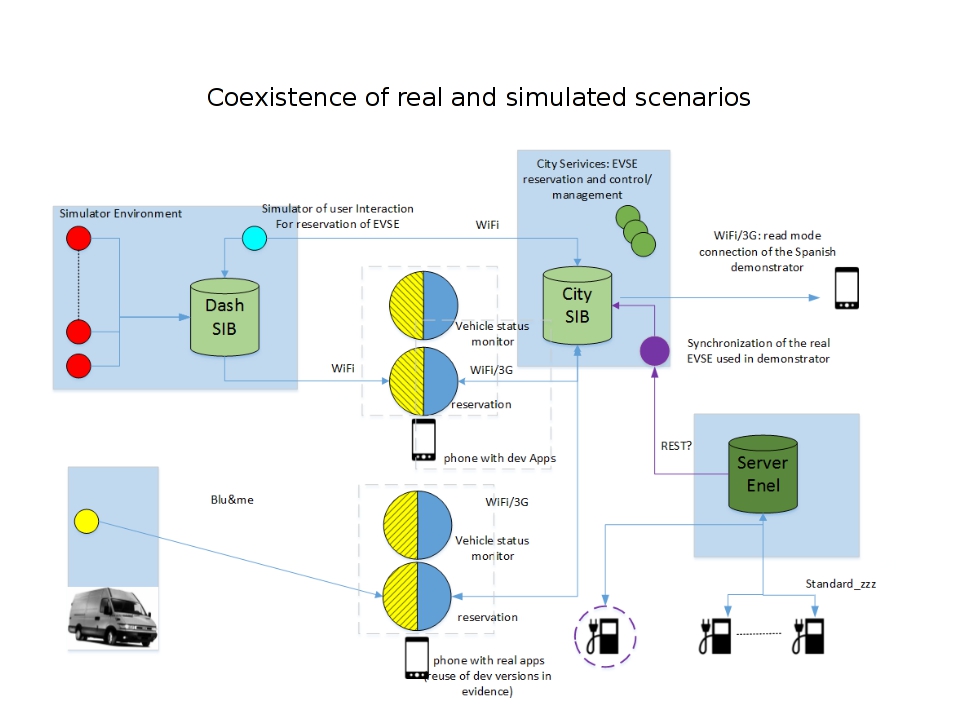 Coexistence of real and simulated scenarios
City Serivices: EVSE
reservation and control/
management
Simulator Environment
Simulator of user Interaction
For reservation of EVSE
WiFi
WiFi/3G: read mode
connection of the Spanish
demonstrator
Dash
SIB
City
SIB
Vehicle status
monitor
Synchronization of the real
EVSE used in demonstrator
WiFi
WiFi/3G
reservation
phone with dev Apps
REST?
Server
Enel
Blu&me
WiFi/3G
Vehicle status
monitor
Standard_zzz
reservation
phone with real apps
(reuse of dev versions in
evidence)